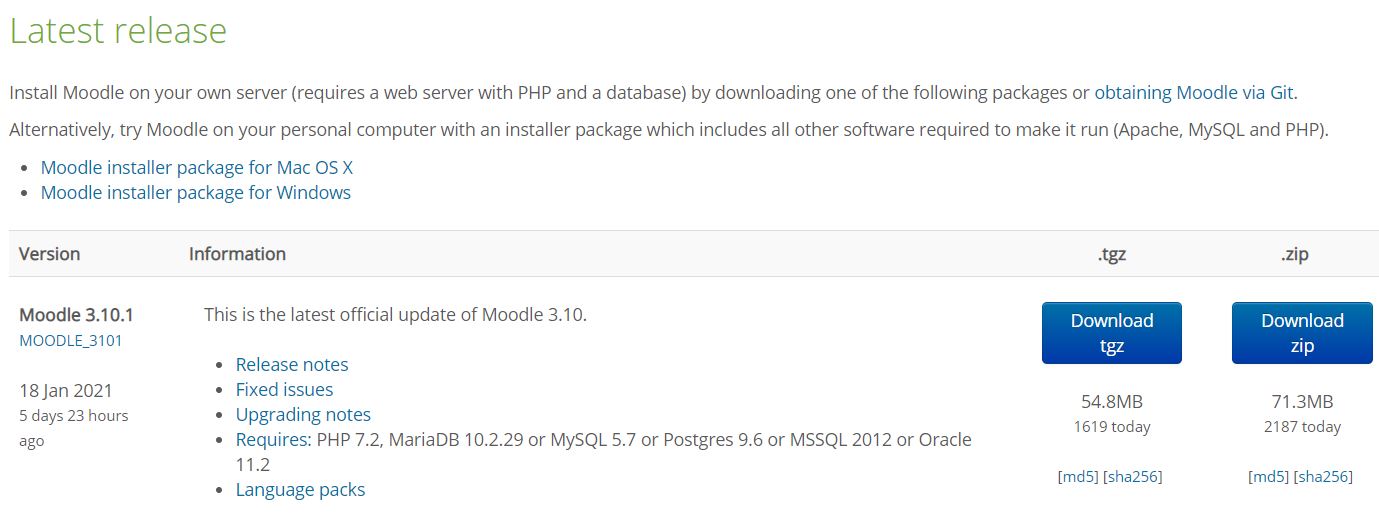 Latest release
Install Moodle on your own server (requires a web server with PHP and a database) by downloading one of the following packages or obtaining Moodle via Git.
Alternatively, try Moodle on your personal computer with an installer package which includes all other software required to make it run (Apache, MySQL and PHP).
• Moodle installer package for Mac OS X
• Moodle installer package for Windows
Version Information .tgz .zip
Moodle 3.10.1
MOODLE_3101
18 Jan 2021
5 days 23 hours
ago
This is the latest official update of Moodle 3.10.
• Release notes
• Fixed issues
• Upgrading notes
• Requires: PHP 7.2, MariaDB 10.2.29 or MySQL 5.7 or Postgres 9.6 or MSSQL 2012 or Oracle
11.2
• Language packs
Download
tgz
54.8MB
1619 today
[md5] [sha256]
Download
zip
71.3MB
2187 today
[md5] [sha256]